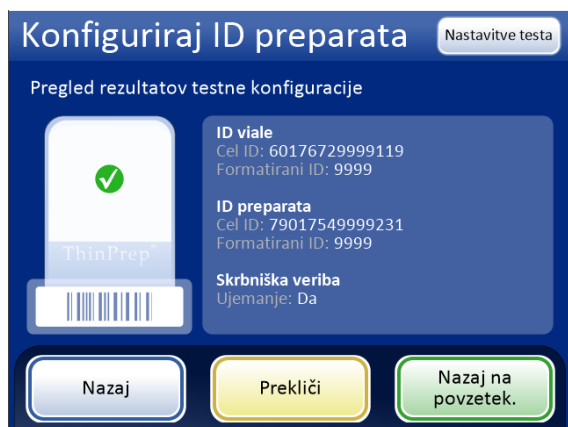 Konfiguriraj ID preparata
Nastavitve testa
Pregled rezultatov testne konfiguracije
ThinPrep™
ID viale
Cel ID: 60176729999119
Formatirani ID: 9999
ID preparata
Cel ID: 79017549999231
Formatirani ID: 9999
Skrbniška veriba
Ujemanje: Da
Nazaj
Prekliči
Nazaj na
povzetek.